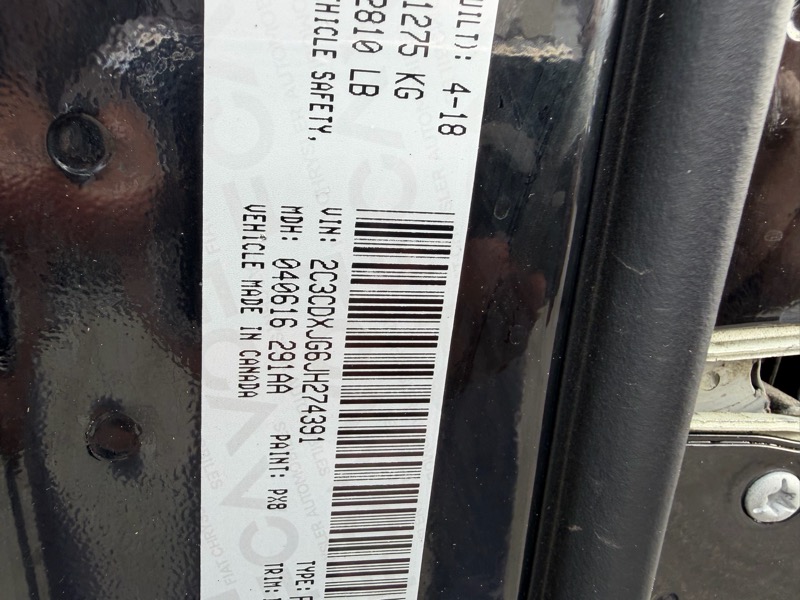 UILT): 4-18
1275 KG
2810 LB
HICLE SAFETY,
VIN: 2C3CDXJG6JH274391
MDH: 040616 291AA
PAINT: PX8
VEHICLE MADE IN CANADA
TYPE:
TRIM: